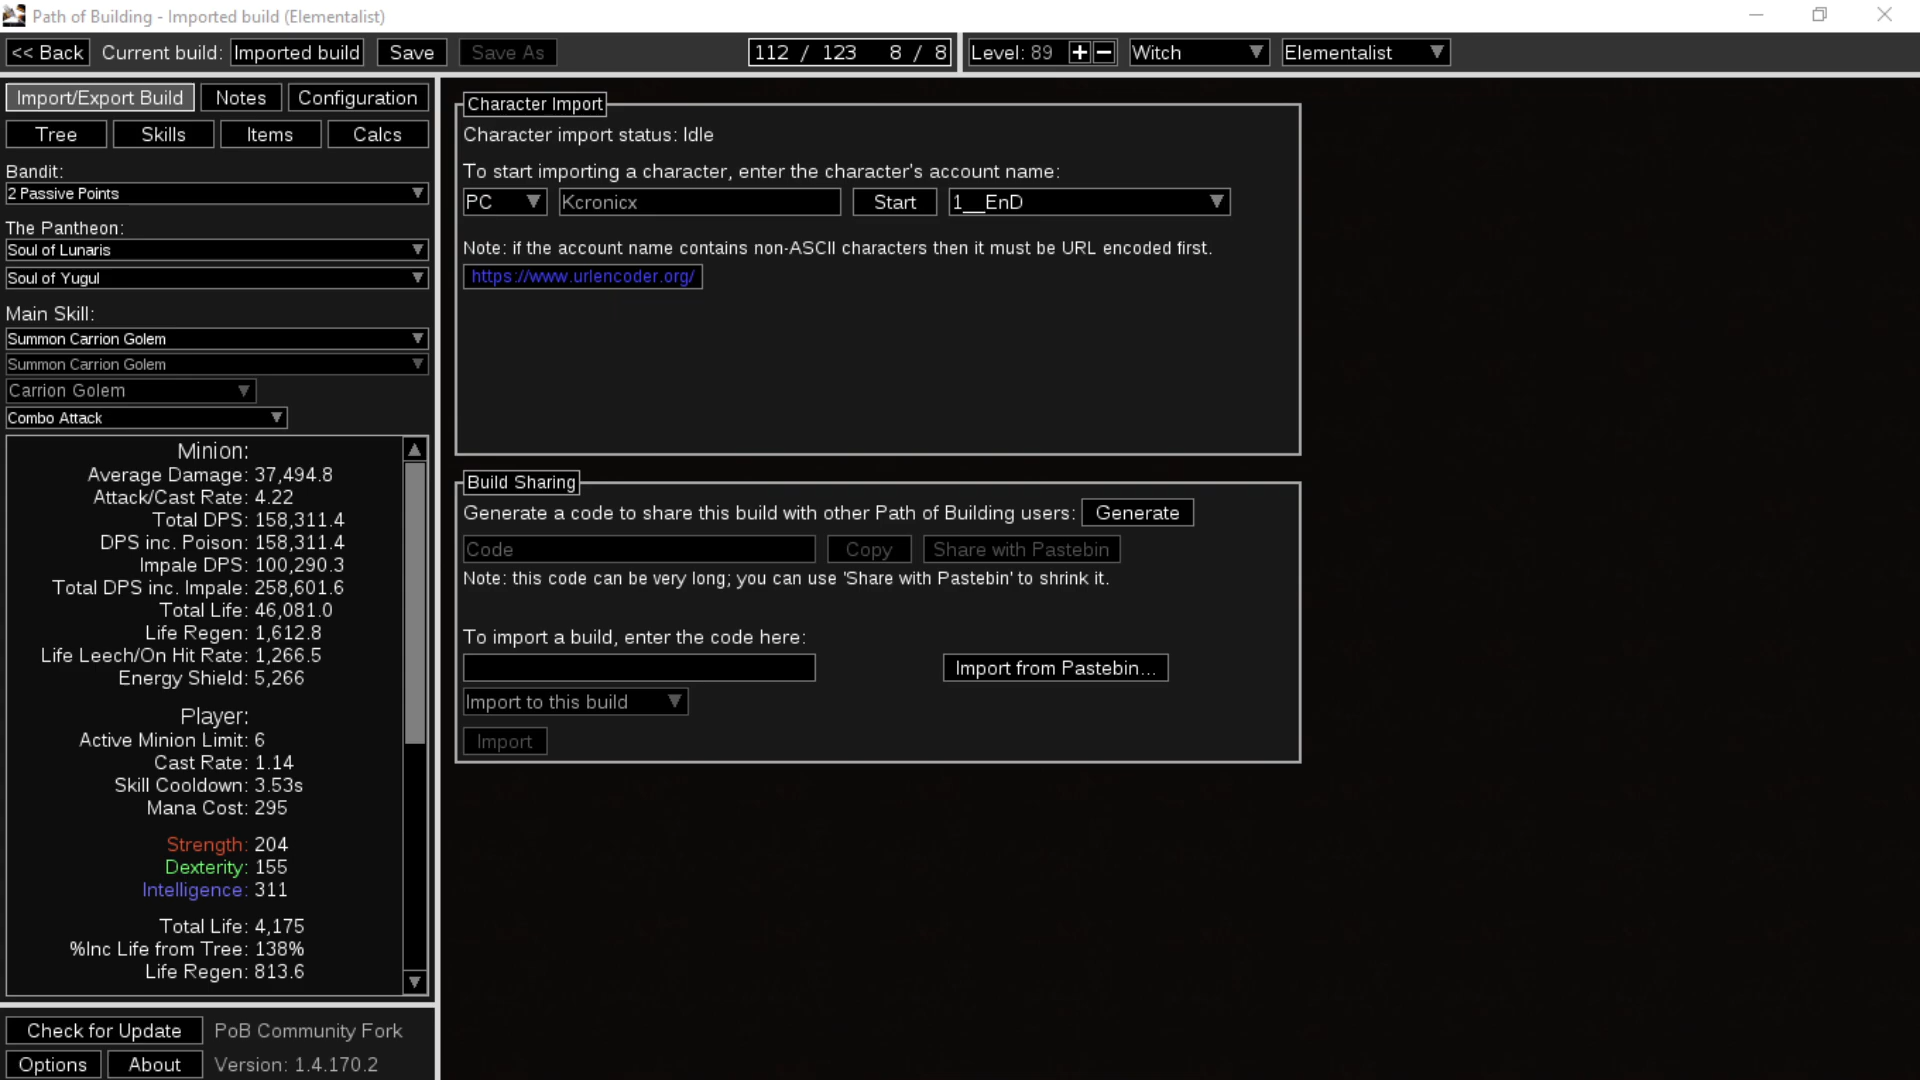 Path of Building - Imported build (Elementalist)
<< Back Current build: Imported build Save Save As 112 / 123 8 / 8 Level: 89 + − Witch Elementalist
Import/Export Build Notes Configuration
Tree Skills Items Calcs
Bandit:
2 Passive Points
The Pantheon:
Soul of Lunaris
Soul of Yugul
Main Skill:
Summon Carrion Golem
Summon Carrion Golem
Carrion Golem
Combo Attack
Minion:
Average Damage: 37,494.8
Attack/Cast Rate: 4.22
Total DPS: 158,311.4
DPS inc. Poison: 158,311.4
Impale DPS: 100,290.3
Total DPS inc. Impale: 258,601.6
Total Life: 46,081.0
Life Regen: 1,612.8
Life Leech/On Hit Rate: 1,266.5
Energy Shield: 5,266
Player:
Active Minion Limit: 6
Cast Rate: 1.14
Skill Cooldown: 3.53s
Mana Cost: 295
Strength: 204
Dexterity: 155
Intelligence: 311
Total Life: 4,175
%Inc Life from Tree: 138%
Life Regen: 813.6
Check for Update PoB Community Fork
Options About Version: 1.4.170.2
Character Import
Character import status: Idle
To start importing a character, enter the character's account name:
PC Kcronicx Start 1__EnD
Note: if the account name contains non-ASCII characters then it must be URL encoded first.
https://www.urlencoder.org/
Build Sharing
Generate a code to share this build with other Path of Building users: Generate
Code Copy Share with Pastebin
Note: this code can be very long; you can use 'Share with Pastebin' to shrink it.
To import a build, enter the code here:
Import from Pastebin...
Import to this build
Import